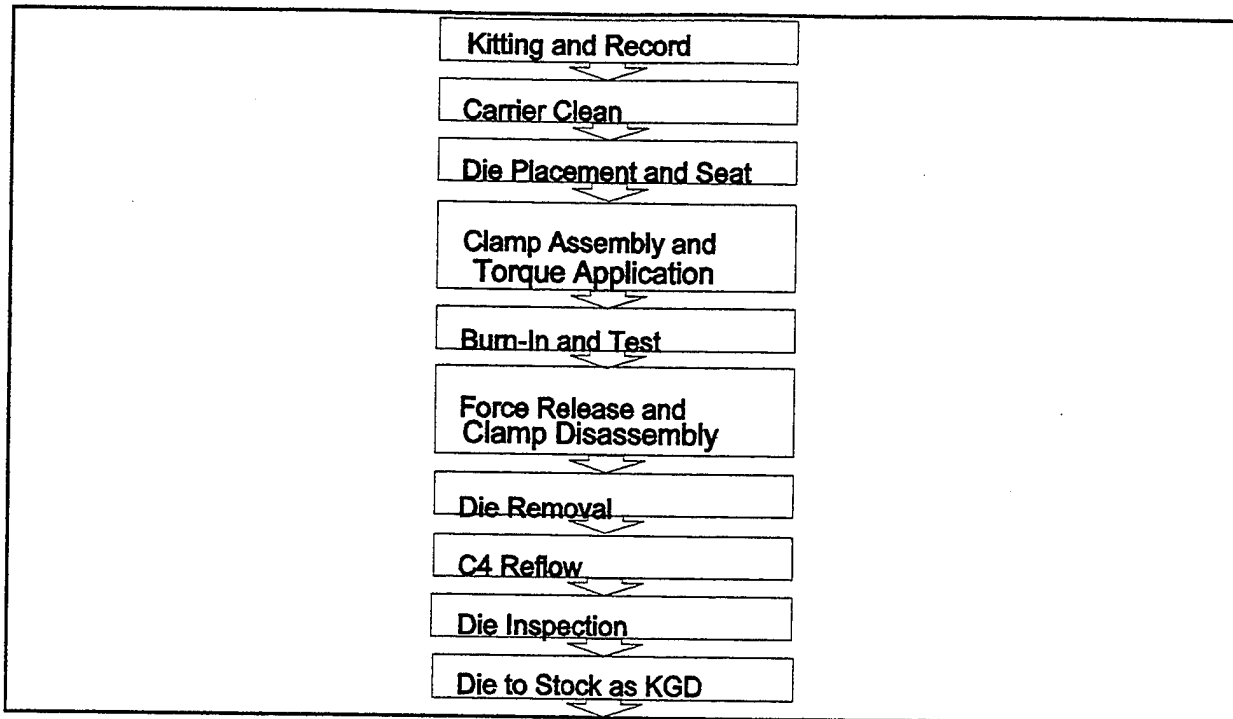 Kitting and Record
Carrier Clean
Die Placement and Seat
Clamp Assembly and
Torque Application
Burn-In and Test
Force Release and
Clamp Disassembly
Die Removal
C4 Reflow
Die Inspection
Die to Stock as KGD